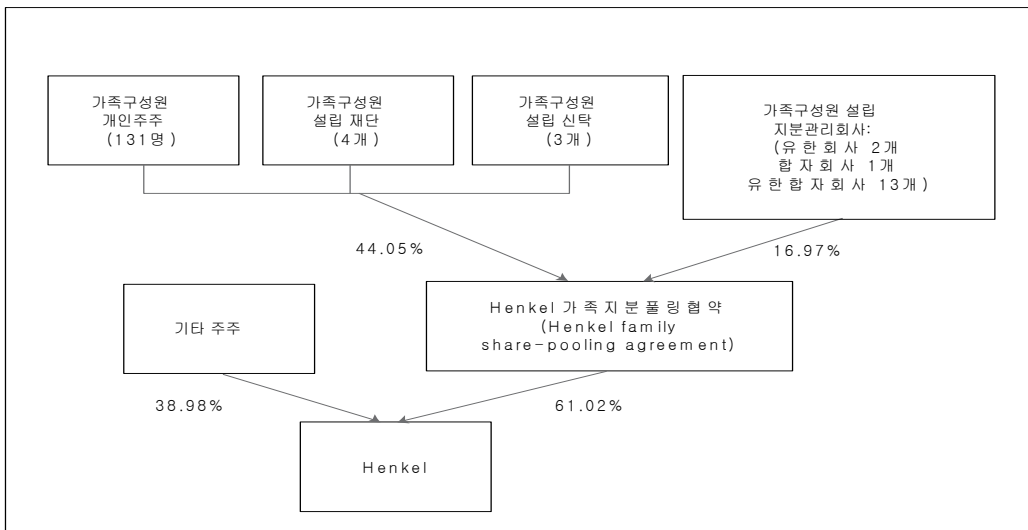 가족구성원
개인주주
(131명)
가족구성원
설립 재단
(4개)
가족구성원
설립 신탁
(3개)
가족구성원 설립
지분관리회사:
(유한회사 2개
합자회사 1개
유한합자회사 13개)
44.05%
16.97%
기타 주주
Henkel 가족지분풀링협약
(Henkel family
share-pooling agreement)
38.98%
61.02%
Henkel